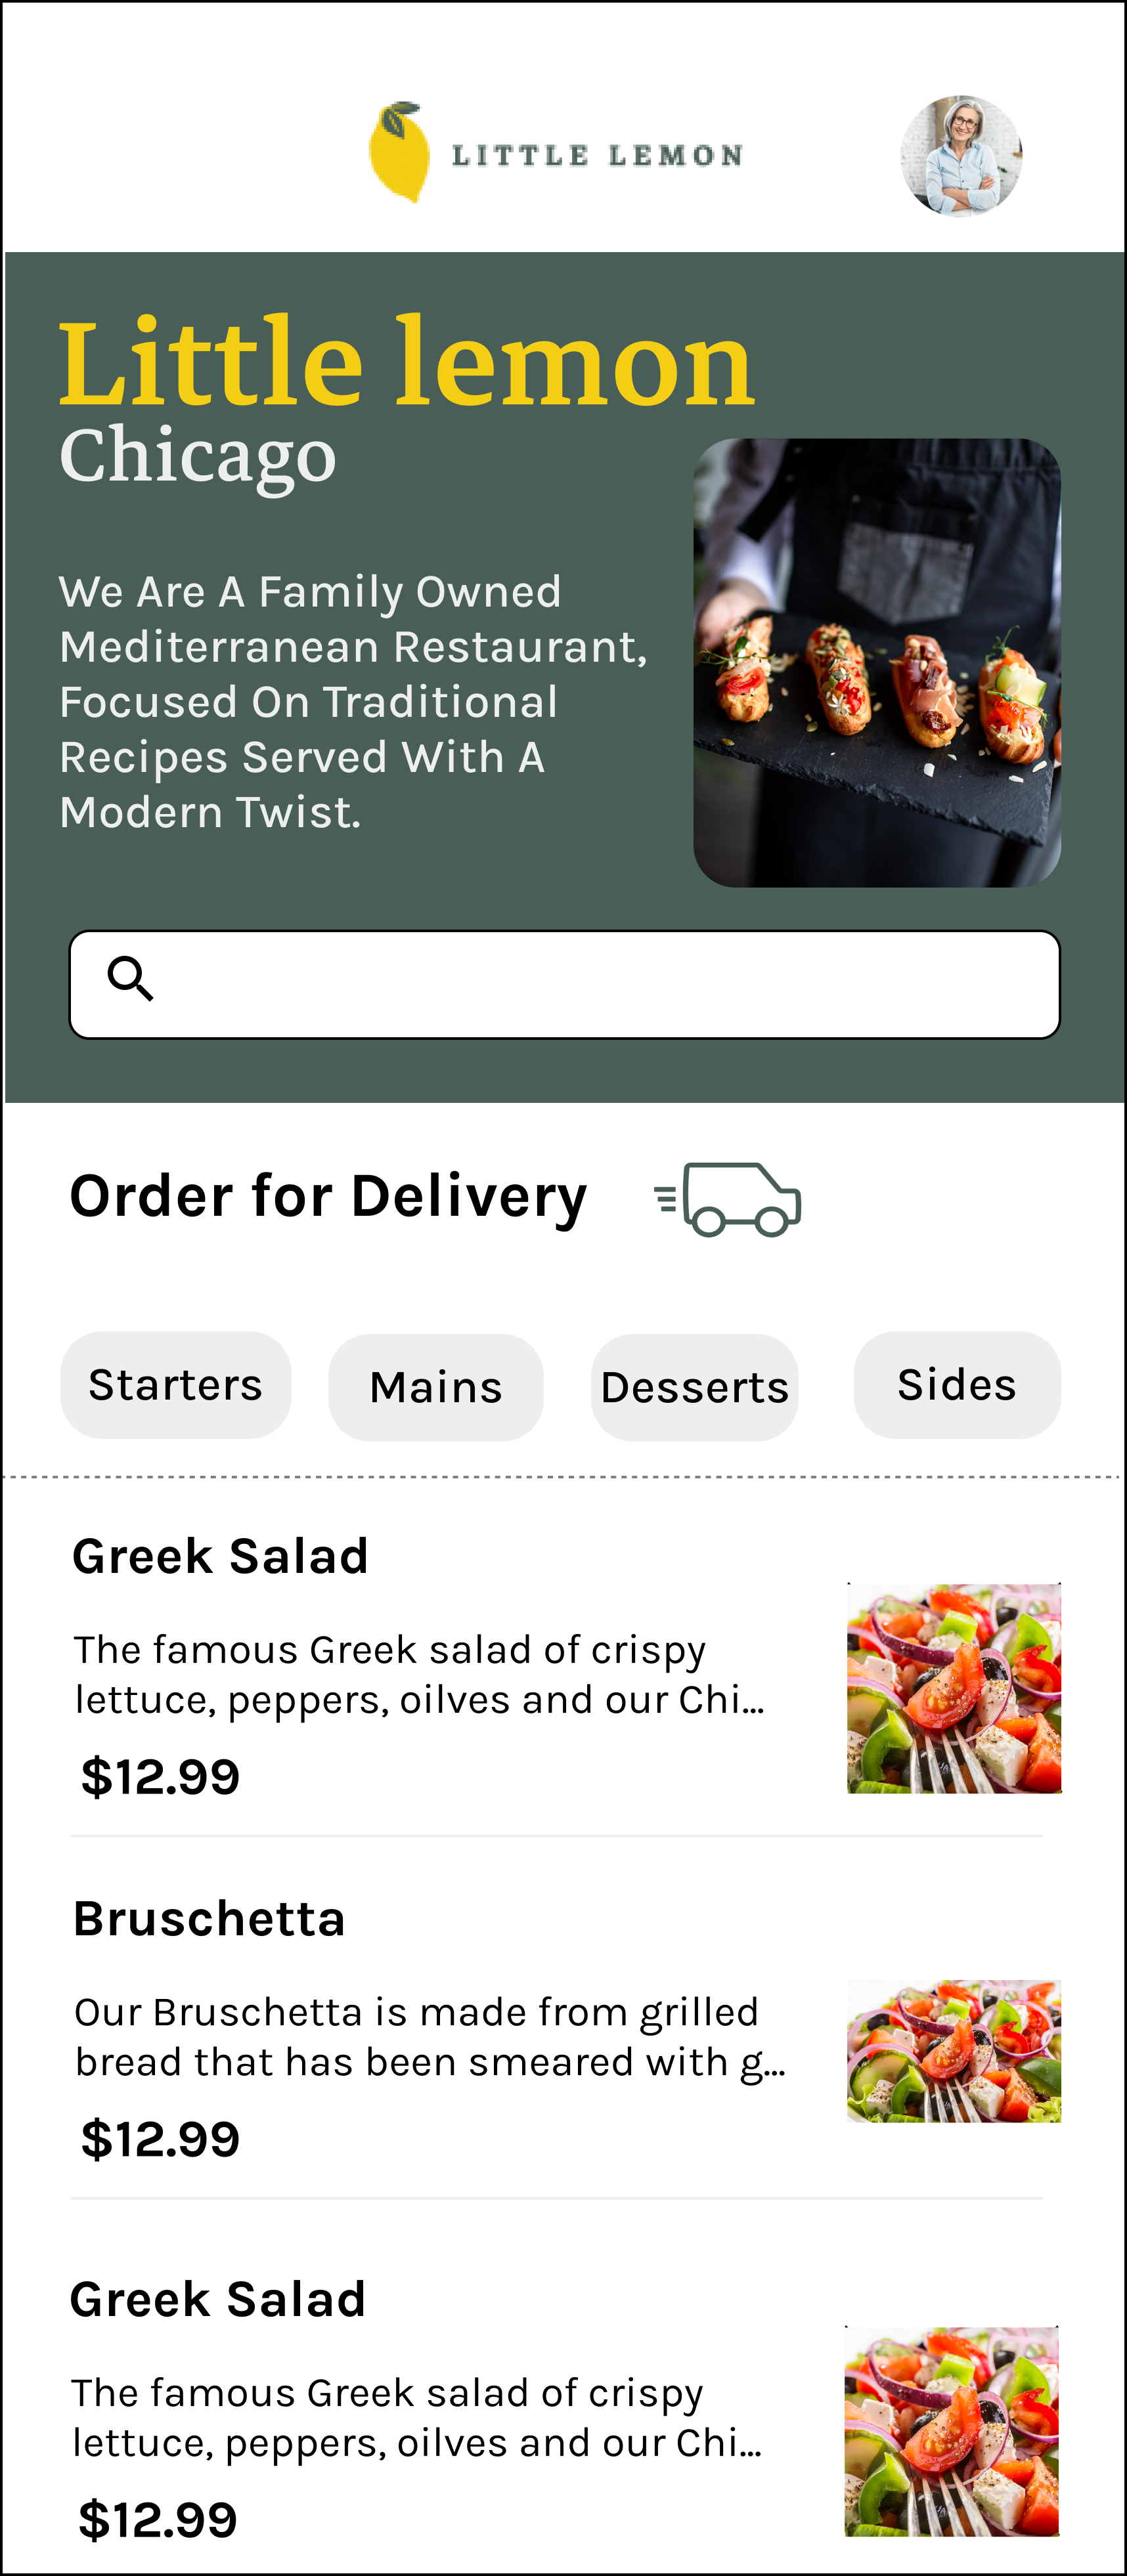 LITTLE LEMON
Little lemon
Chicago
We Are A Family Owned
Mediterranean Restaurant,
Focused On Traditional
Recipes Served With A
Modern Twist.
Order for Delivery
Starters
Mains
Desserts
Sides
Greek Salad
The famous Greek salad of crispy
lettuce, peppers, oilves and our Chi...
$12.99
Bruschetta
Our Bruschetta is made from grilled
bread that has been smeared with g...
$12.99
Greek Salad
The famous Greek salad of crispy
lettuce, peppers, oilves and our Chi...
$12.99